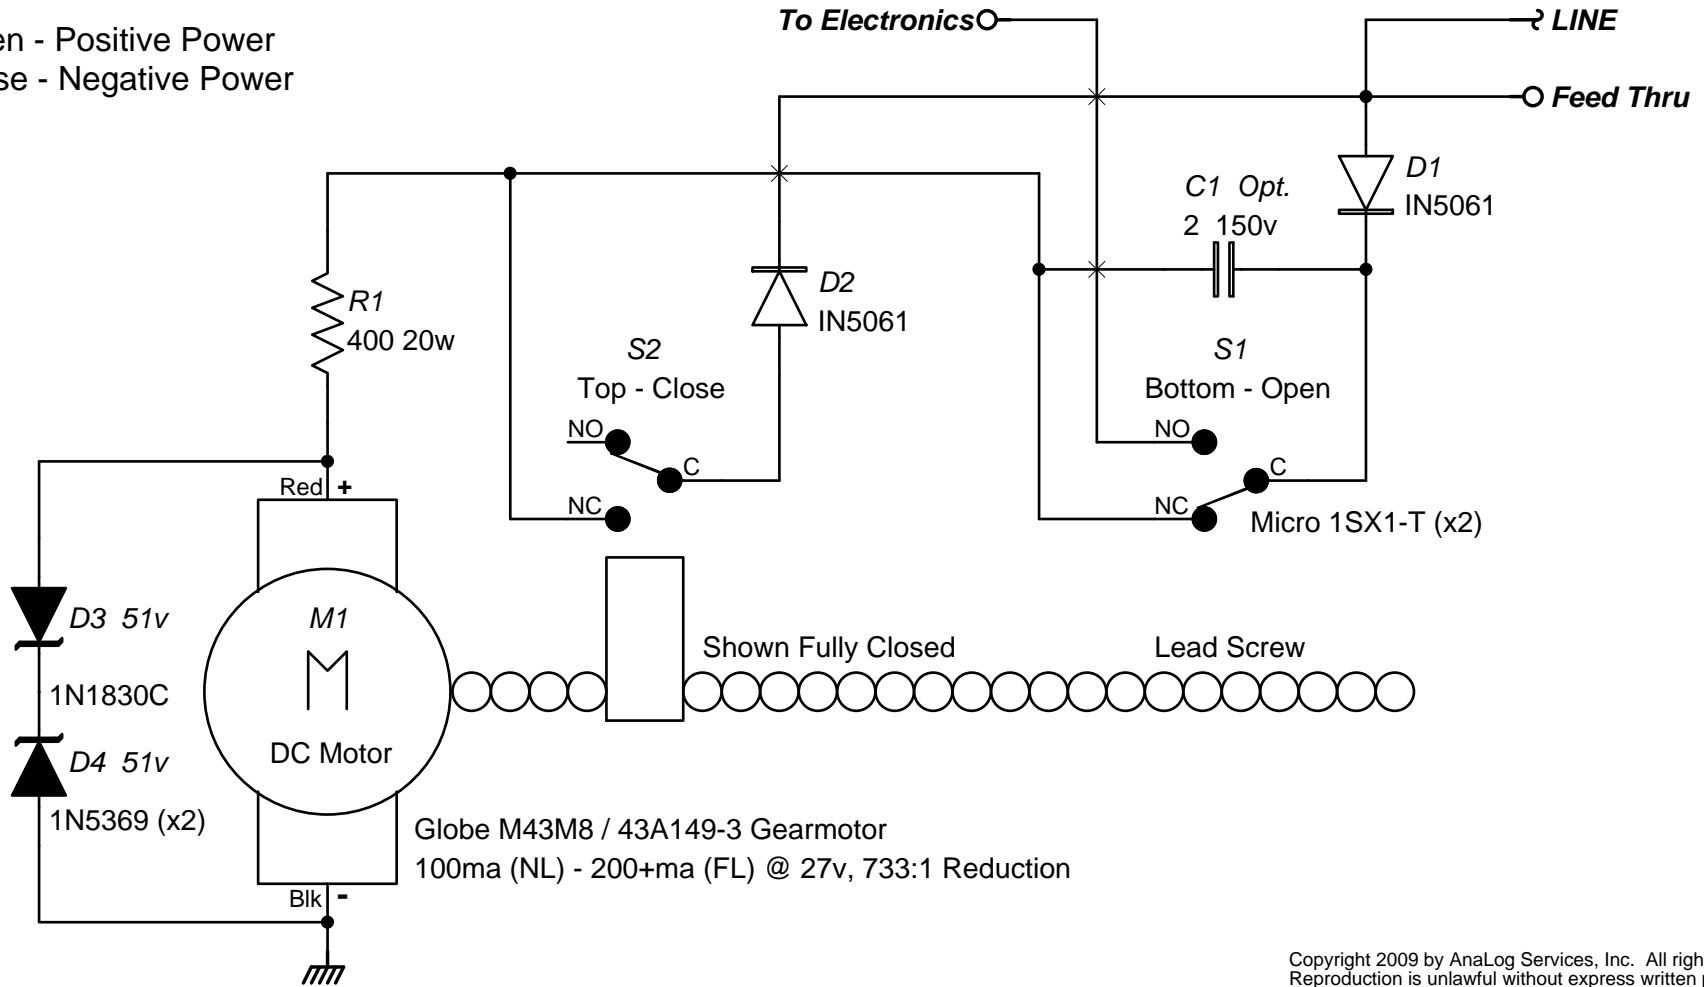 To Electronics
LINE
en - Positive Power
se - Negative Power
Feed Thru
D1
IN5061
C1 Opt.
2 150v
D2
IN5061
R1
400 20w
S2
Top - Close
S1
Bottom - Open
NO
C
NC
NO
C
NC
Micro 1SX1-T (x2)
Red +
D3 51v
1N1830C
D4 51v
1N5369 (x2)
M1
M
DC Motor
Shown Fully Closed
Lead Screw
Globe M43M8 / 43A149-3 Gearmotor
100ma (NL) - 200+ma (FL) @ 27v, 733:1 Reduction
Blk -
Copyright 2009 by AnaLog Services, Inc. All righ
Reproduction is unlawful without express written p